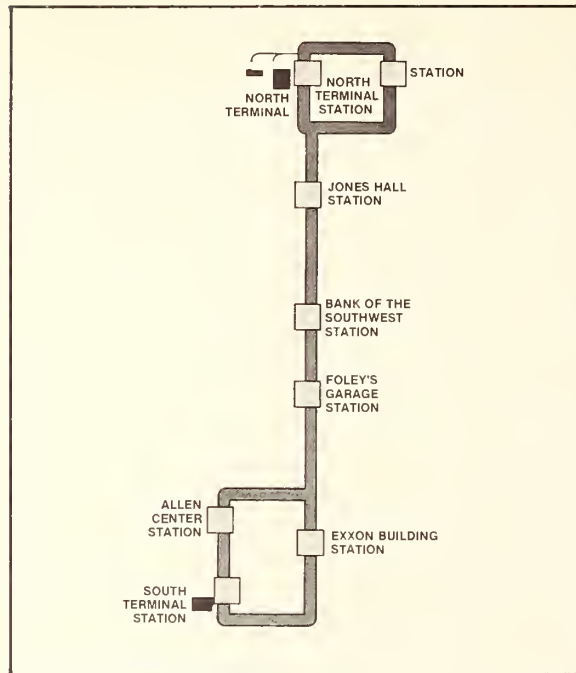 STATION
NORTH
TERMINAL
STATION
NORTH
TERMINAL
JONES HALL
STATION
BANK OF THE
SOUTHWEST
STATION
FOLEY'S
GARAGE
STATION
ALLEN
CENTER
STATION
EXXON BUILDING
STATION
SOUTH
TERMINAL
STATION